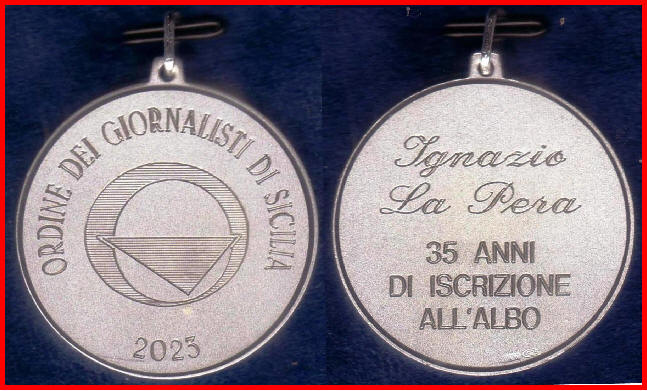 ORDINE DEI GIORNALISTI DI SICILIA
2023
Ignazio
La Pera
35 ANNI
DI ISCRIZIONE
ALL'ALBO